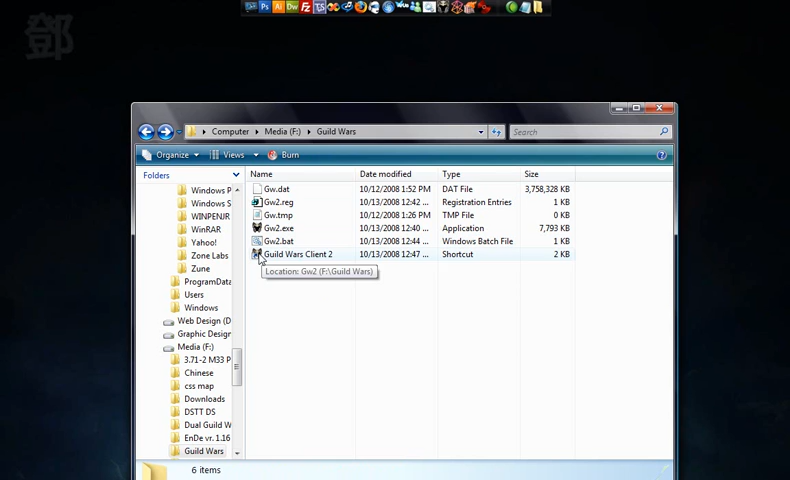 鄧
Computer ▸ Media (F:) ▸ Guild Wars
Search
Organize Views Burn
Folders
Name Date modified Type Size
Windows P
Windows S
WINPENJR
WinRAR
Yahoo!
Zone Labs
Zune
ProgramData
Users
Windows
Web Design (D
Graphic Design
Media (F:)
3.71-2 M33 P
Chinese
css map
Downloads
DSTT DS
Dual Guild W
EnDe vr. 1.16
Guild Wars
Gw.dat 10/12/2008 1:52 PM DAT File 3,758,328 KB
Gw2.reg 10/13/2008 12:42 ... Registration Entries 1 KB
Gw.tmp 10/12/2008 1:26 PM TMP File 0 KB
Gw2.exe 10/13/2008 12:40 ... Application 7,793 KB
Gw2.bat 10/13/2008 12:44 ... Windows Batch File 1 KB
Guild Wars Client 2 10/13/2008 12:47 ... Shortcut 2 KB
Location: Gw2 (F:\Guild Wars)
6 items